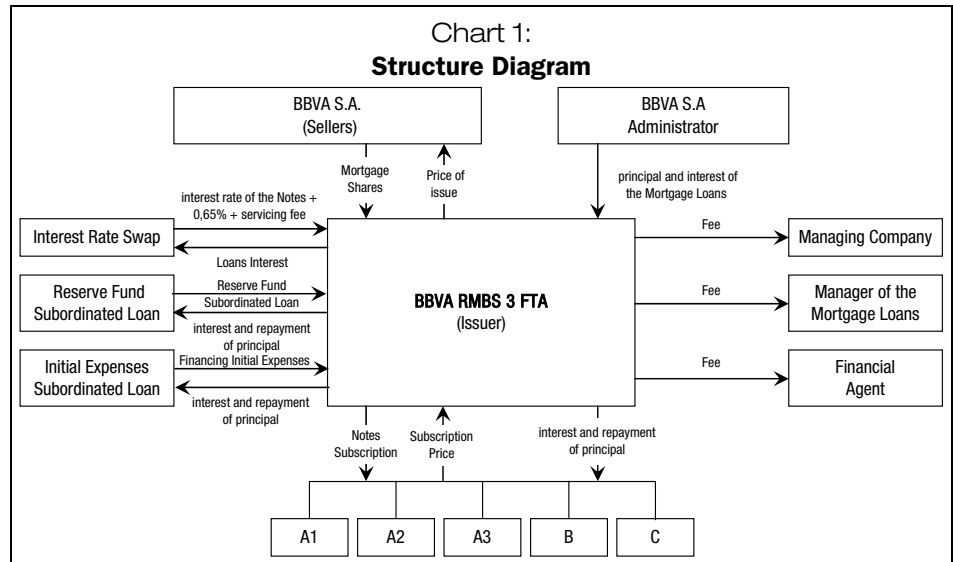 Chart 1:
Structure Diagram
BBVA S.A.
(Sellers)
BBVA S.A
Administrator
Mortgage
Shares
Price of
issue
principal and interest of
the Mortgage Loans
interest rate of the Notes +
0,65% + servicing fee
Interest Rate Swap
Loans Interest
Reserve Fund
Subordinated Loan
Reserve Fund
Subordinated Loan
interest and repayment
of principal
Initial Expenses
Subordinated Loan
Financing Initial Expenses
interest and repayment
of principal
BBVA RMBS 3 FTA
(Issuer)
Fee
Managing Company
Fee
Manager of the
Mortgage Loans
Fee
Financial
Agent
Notes
Subscription
Subscription
Price
interest and repayment
of principal
A1
A2
A3
B
C